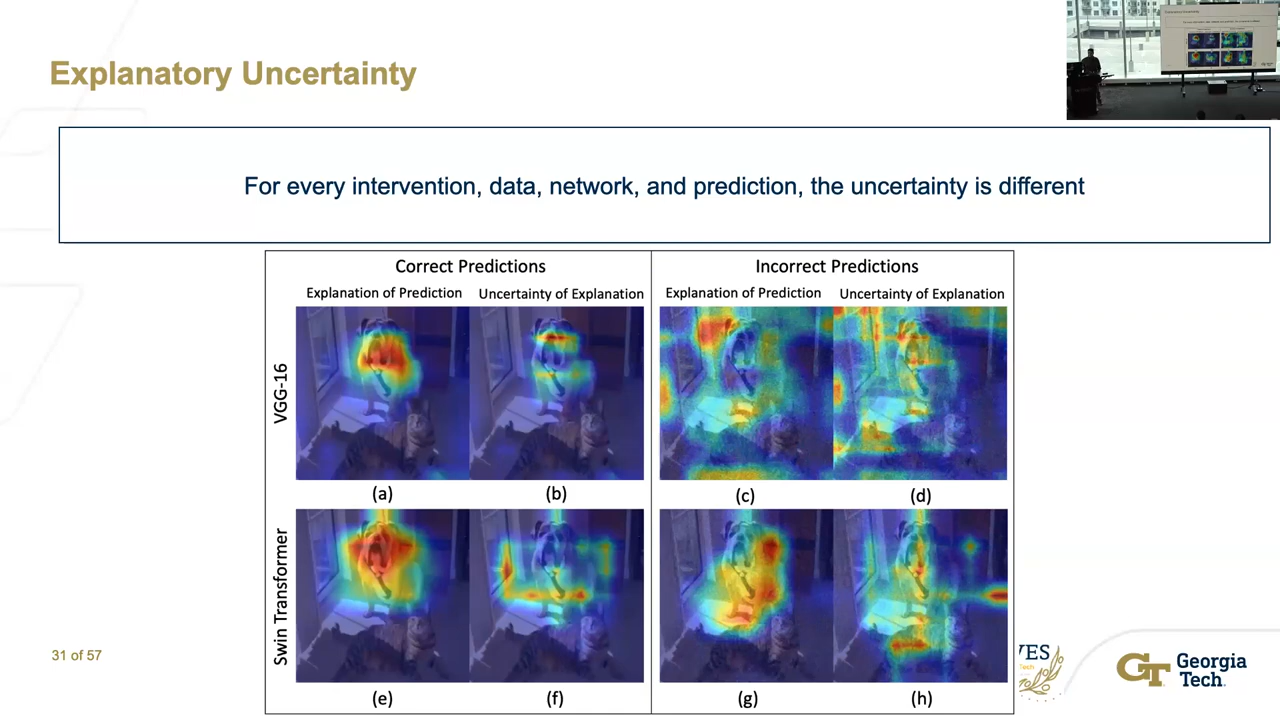 Explanatory Uncertainty
For every intervention, data, network, and prediction, the uncertainty is different
Correct Predictions
Incorrect Predictions
Explanation of Prediction
Uncertainty of Explanation
Explanation of Prediction
Uncertainty of Explanation
VGG-16
(a)
(b)
(c)
(d)
Swin Transformer
(e)
(f)
(g)
(h)
31 of 57
GT
Georgia
Tech